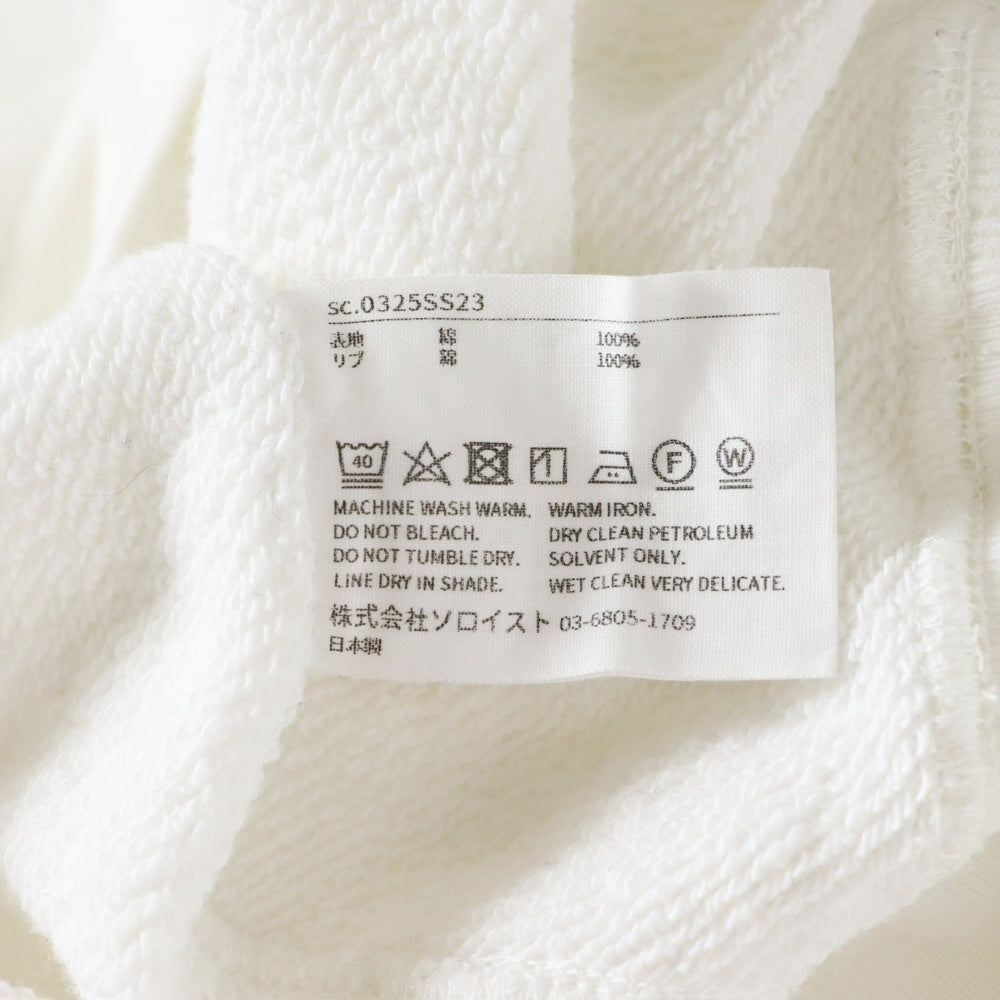 sc.0325SS23
表地 綿 100%
リブ 綿 100%
40 F W
MACHINE WASH WARM. WARM IRON.
DO NOT BLEACH. DRY CLEAN PETROLEUM
DO NOT TUMBLE DRY. SOLVENT ONLY.
LINE DRY IN SHADE. WET CLEAN VERY DELICATE.
株式会社ソロイスト 03-6805-1709
日本製